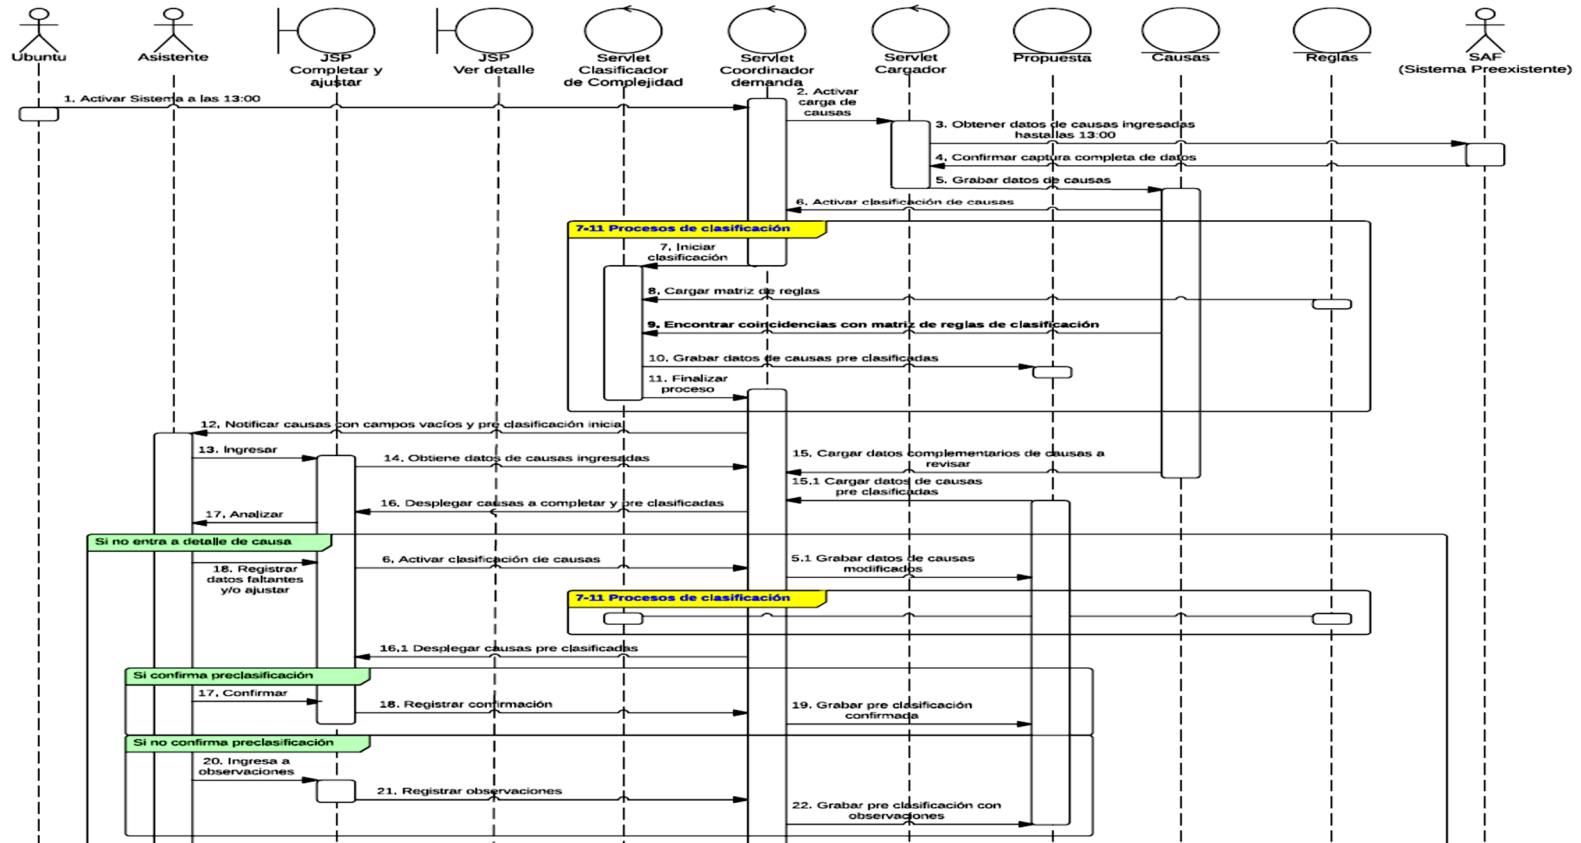 Ubuntu
Asistente
JSP
Completar y
ajustar
JSP
Ver detalle
Servlet
Clasificador
de Complejidad
Servlet
Coordinador
demanda
Servlet
Cargador
Propuesta
Causas
Reglas
SAF
(Sistema Preexistente)
1. Activar Sistema a las 13:00
2. Activar
carga de
causas
3. Obtener datos de causas ingresadas
hasta las 13:00
4. Confirmar captura completa de datos
5. Grabar datos de causas
6. Activar clasificación de causas
7-11 Procesos de clasificación
7. Iniciar
clasificación
8. Cargar matriz de reglas
9. Encontrar coincidencias con matriz de reglas de clasificación
10. Grabar datos de causas pre clasificadas
11. Finalizar
proceso
12. Notificar causas con campos vacíos y pre clasificación inicia
13. Ingresar
14. Obtiene datos de causas ingresadas
15. Cargar datos complementarios de causas a
revisar
15.1 Cargar datos de causas
pre clasificadas
16. Desplegar causas a completar y pre clasificadas
17. Analizar
Si no entra a detalle de causa
18. Registrar
datos faltantes
y/o ajustar
6. Activar clasificación de causas
5.1 Grabar datos de causas
modificados
7-11 Procesos de clasificación
16.1 Desplegar causas pre clasificadas
Si confirma preclasificación
17. Confirmar
18. Registrar confirmación
19. Grabar pre clasificación
confirmada
Si no confirma preclasificación
20. Ingresa a
observaciones
21. Registrar observaciones
22. Grabar pre clasificación con
observaciones